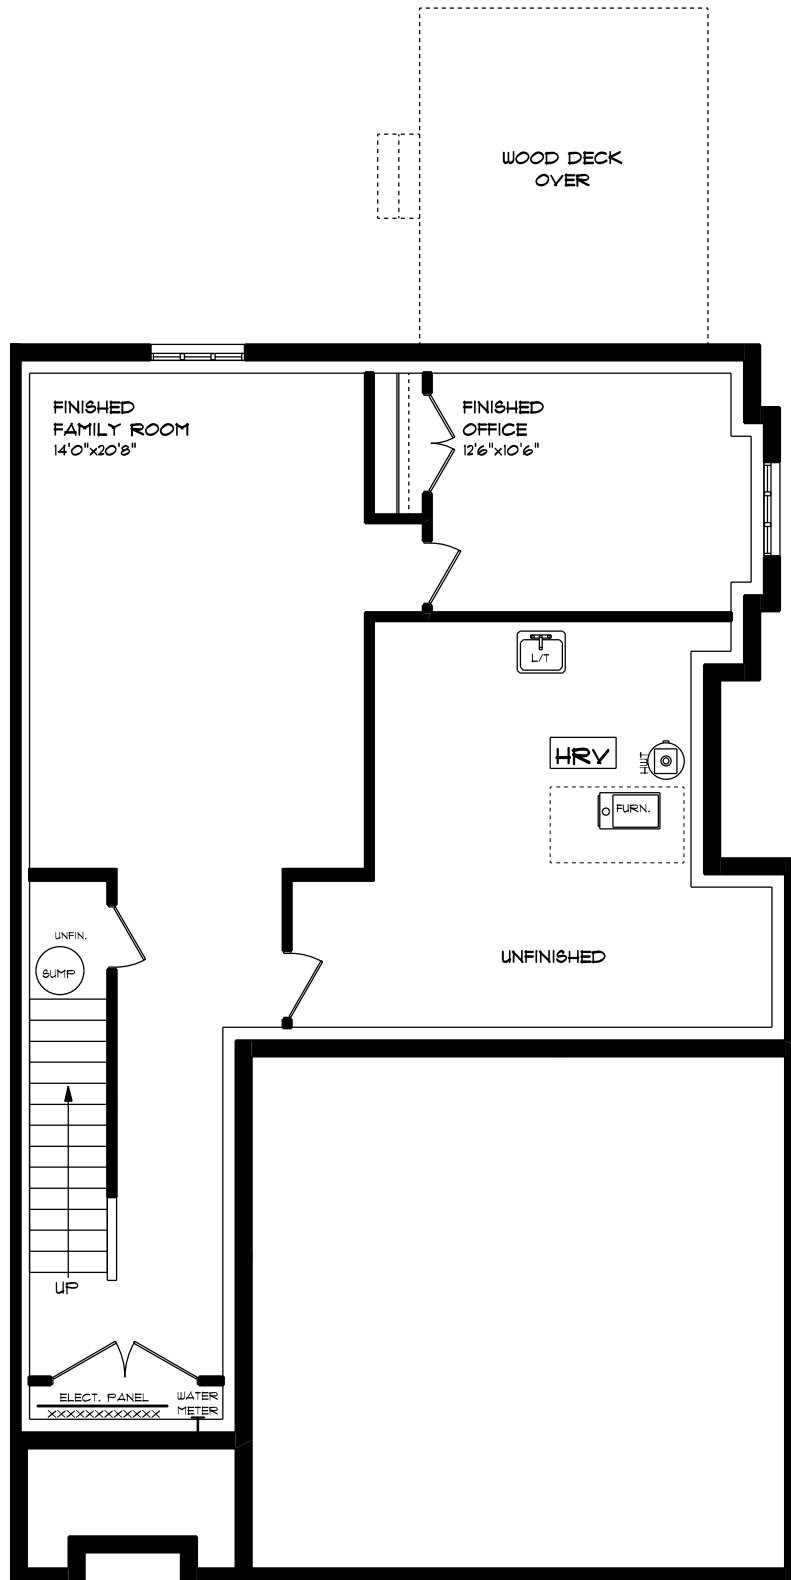 WOOD DECK
OVER
FINISHED
FAMILY ROOM
14'0"x20'8"
FINISHED
OFFICE
12'6"x10'6"
L/T
HRV
HWT
FURN.
UNFIN.
SUMP
UNFINISHED
UP
ELECT. PANEL
WATER
METER